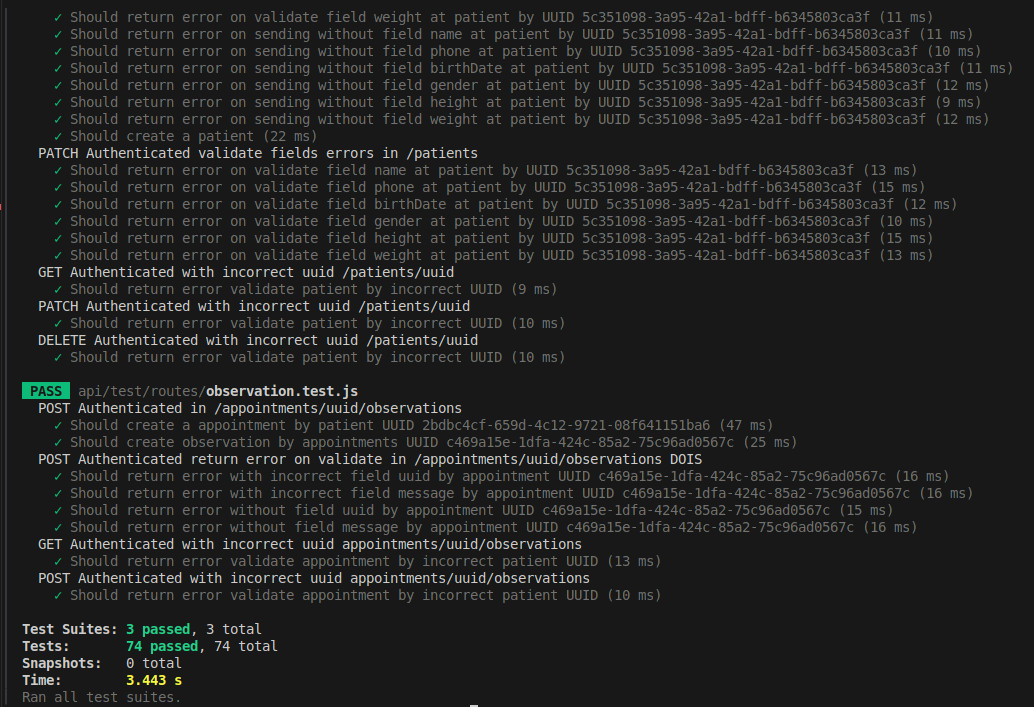 ✓ Should return error on validate field weight at patient by UUID 5c351098-3a95-42a1-bdff-b6345803ca3f (11 ms)
✓ Should return error on sending without field name at patient by UUID 5c351098-3a95-42a1-bdff-b6345803ca3f (11 ms)
✓ Should return error on sending without field phone at patient by UUID 5c351098-3a95-42a1-bdff-b6345803ca3f (10 ms)
✓ Should return error on sending without field birthDate at patient by UUID 5c351098-3a95-42a1-bdff-b6345803ca3f (11 ms)
✓ Should return error on sending without field gender at patient by UUID 5c351098-3a95-42a1-bdff-b6345803ca3f (12 ms)
✓ Should return error on sending without field height at patient by UUID 5c351098-3a95-42a1-bdff-b6345803ca3f (9 ms)
✓ Should return error on sending without field weight at patient by UUID 5c351098-3a95-42a1-bdff-b6345803ca3f (12 ms)
✓ Should create a patient (22 ms)
PATCH Authenticated validate fields errors in /patients
✓ Should return error on validate field name at patient by UUID 5c351098-3a95-42a1-bdff-b6345803ca3f (13 ms)
✓ Should return error on validate field phone at patient by UUID 5c351098-3a95-42a1-bdff-b6345803ca3f (15 ms)
✓ Should return error on validate field birthDate at patient by UUID 5c351098-3a95-42a1-bdff-b6345803ca3f (12 ms)
✓ Should return error on validate field gender at patient by UUID 5c351098-3a95-42a1-bdff-b6345803ca3f (10 ms)
✓ Should return error on validate field height at patient by UUID 5c351098-3a95-42a1-bdff-b6345803ca3f (15 ms)
✓ Should return error on validate field weight at patient by UUID 5c351098-3a95-42a1-bdff-b6345803ca3f (13 ms)
GET Authenticated with incorrect uuid /patients/uuid
✓ Should return error validate patient by incorrect UUID (9 ms)
PATCH Authenticated with incorrect uuid /patients/uuid
✓ Should return error validate patient by incorrect UUID (10 ms)
DELETE Authenticated with incorrect uuid /patients/uuid
✓ Should return error validate patient by incorrect UUID (10 ms)
PASS api/test/routes/observation.test.js
POST Authenticated in /appointments/uuid/observations
✓ Should create a appointment by patient UUID 2bdbc4cf-659d-4c12-9721-08f641151ba6 (47 ms)
✓ Should create observation by appointments UUID c469a15e-1dfa-424c-85a2-75c96ad0567c (25 ms)
POST Authenticated return error on validate in /appointments/uuid/observations DOIS
✓ Should return error with incorrect field uuid by appointment UUID c469a15e-1dfa-424c-85a2-75c96ad0567c (16 ms)
✓ Should return error with incorrect field message by appointment UUID c469a15e-1dfa-424c-85a2-75c96ad0567c (16 ms)
✓ Should return error without field uuid by appointment UUID c469a15e-1dfa-424c-85a2-75c96ad0567c (15 ms)
✓ Should return error without field message by appointment UUID c469a15e-1dfa-424c-85a2-75c96ad0567c (16 ms)
GET Authenticated with incorrect uuid appointments/uuid/observations
✓ Should return error validate appointment by incorrect patient UUID (13 ms)
POST Authenticated with incorrect uuid appointments/uuid/observations
✓ Should return error validate appointment by incorrect patient UUID (10 ms)
Test Suites: 3 passed, 3 total
Tests: 74 passed, 74 total
Snapshots: 0 total
Time: 3.443 s
Ran all test suites.